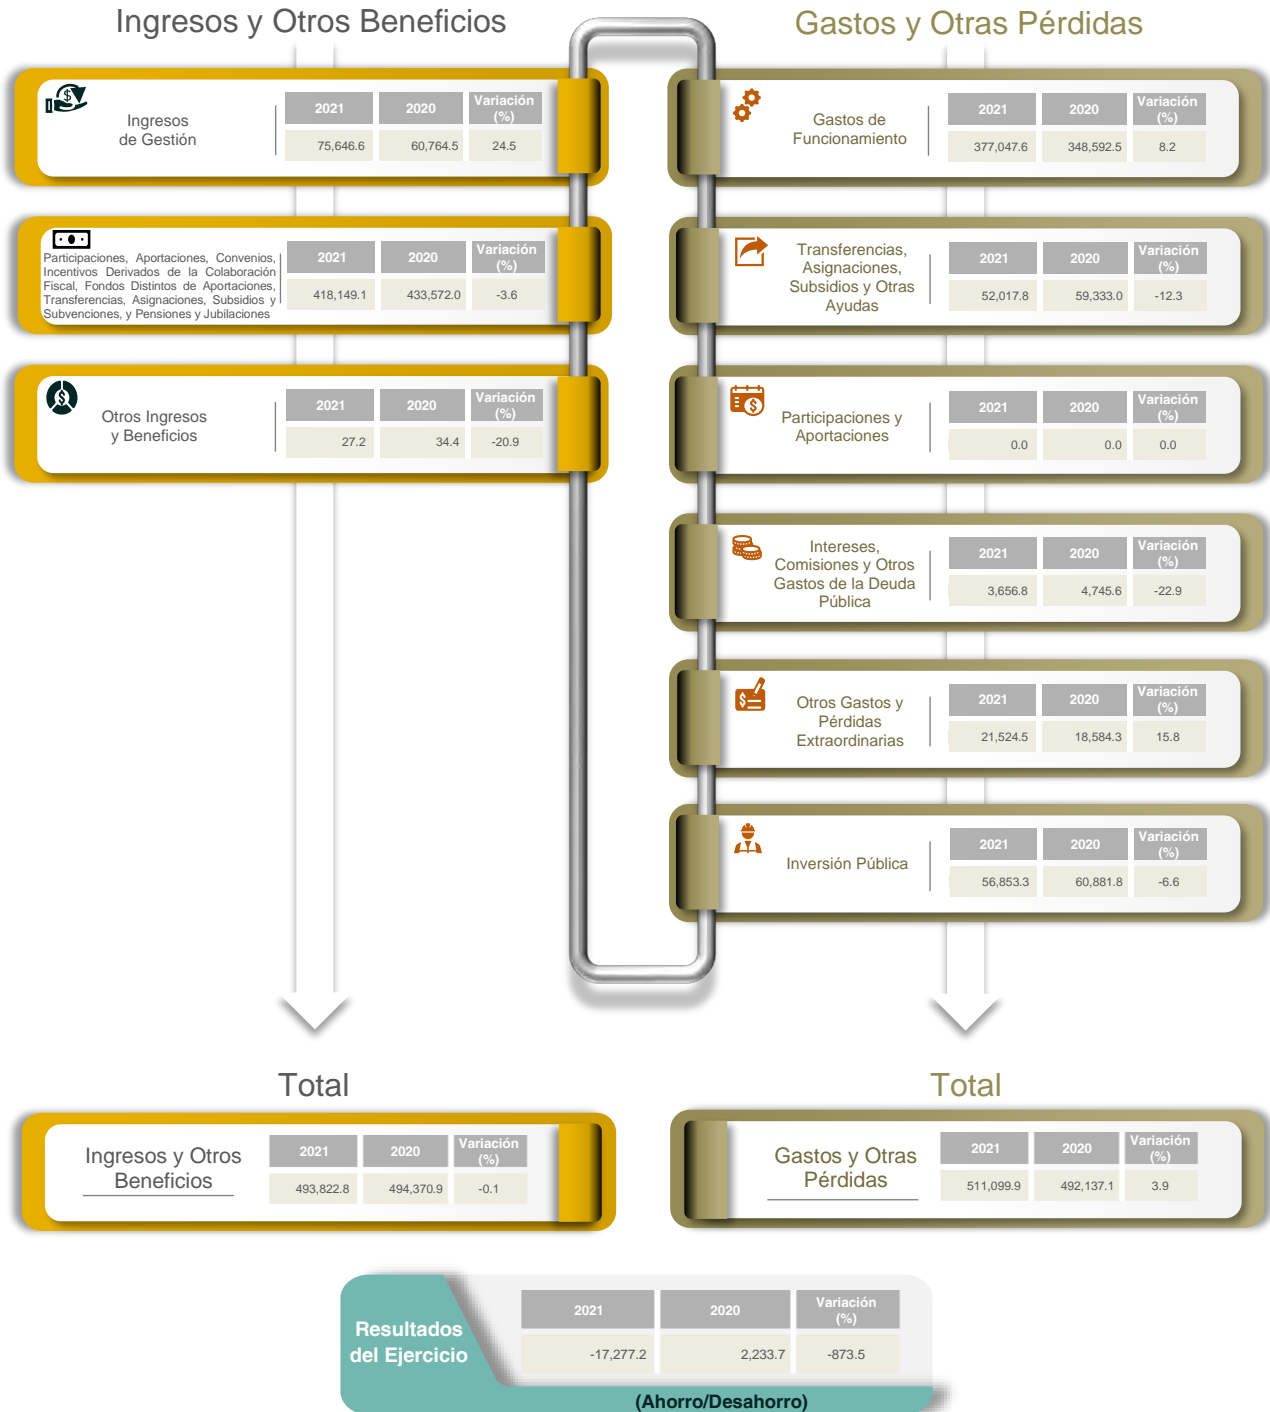 Ingresos y Otros Beneficios
Ingresos
de Gestión
2021 2020 Variación (%)
75,646.6 60,764.5 24.5
Participaciones, Aportaciones, Convenios,
Incentivos Derivados de la Colaboración
Fiscal, Fondos Distintos de Aportaciones,
Transferencias, Asignaciones, Subsidios y
Subvenciones, y Pensiones y Jubilaciones
2021 2020 Variación (%)
418,149.1 433,572.0 -3.6
Otros Ingresos
y Beneficios
2021 2020 Variación (%)
27.2 34.4 -20.9
Gastos y Otras Pérdidas
Gastos de
Funcionamiento
2021 2020 Variación (%)
377,047.6 348,592.5 8.2
Transferencias,
Asignaciones,
Subsidios y Otras
Ayudas
2021 2020 Variación (%)
52,017.8 59,333.0 -12.3
Participaciones y
Aportaciones
2021 2020 Variación (%)
0.0 0.0 0.0
Intereses,
Comisiones y Otros
Gastos de la Deuda
Pública
2021 2020 Variación (%)
3,656.8 4,745.6 -22.9
Otros Gastos y
Pérdidas
Extraordinarias
2021 2020 Variación (%)
21,524.5 18,584.3 15.8
Inversión Pública
2021 2020 Variación (%)
56,853.3 60,881.8 -6.6
Total
Ingresos y Otros
Beneficios
2021 2020 Variación (%)
493,822.8 494,370.9 -0.1
Total
Gastos y Otras
Pérdidas
2021 2020 Variación (%)
511,099.9 492,137.1 3.9
Resultados
del Ejercicio
2021 2020 Variación (%)
-17,277.2 2,233.7 -873.5
(Ahorro/Desahorro)